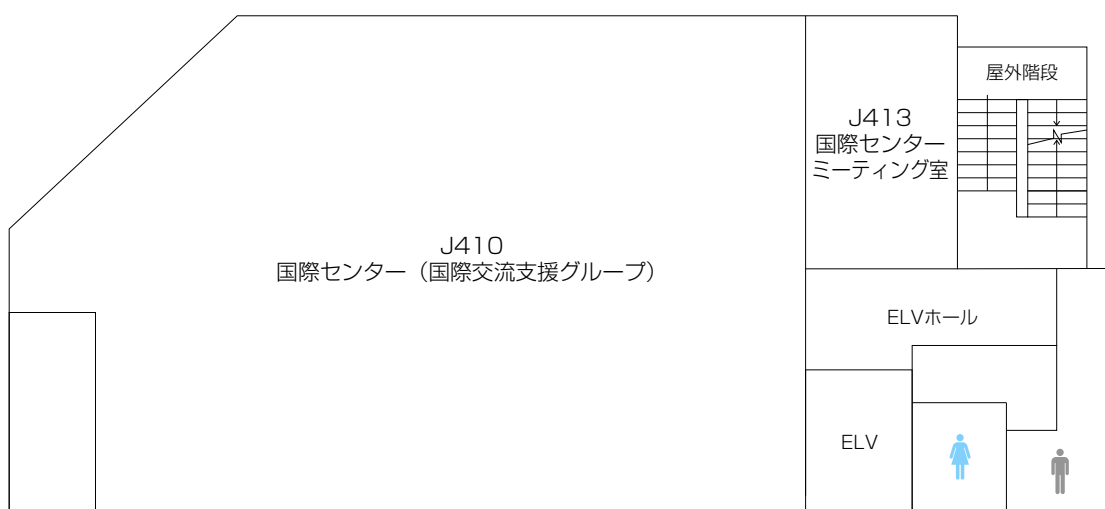 屋外階段
J413
国際センター
ミーティング室
J410
国際センター（国際交流支援グループ）
ELVホール
ELV